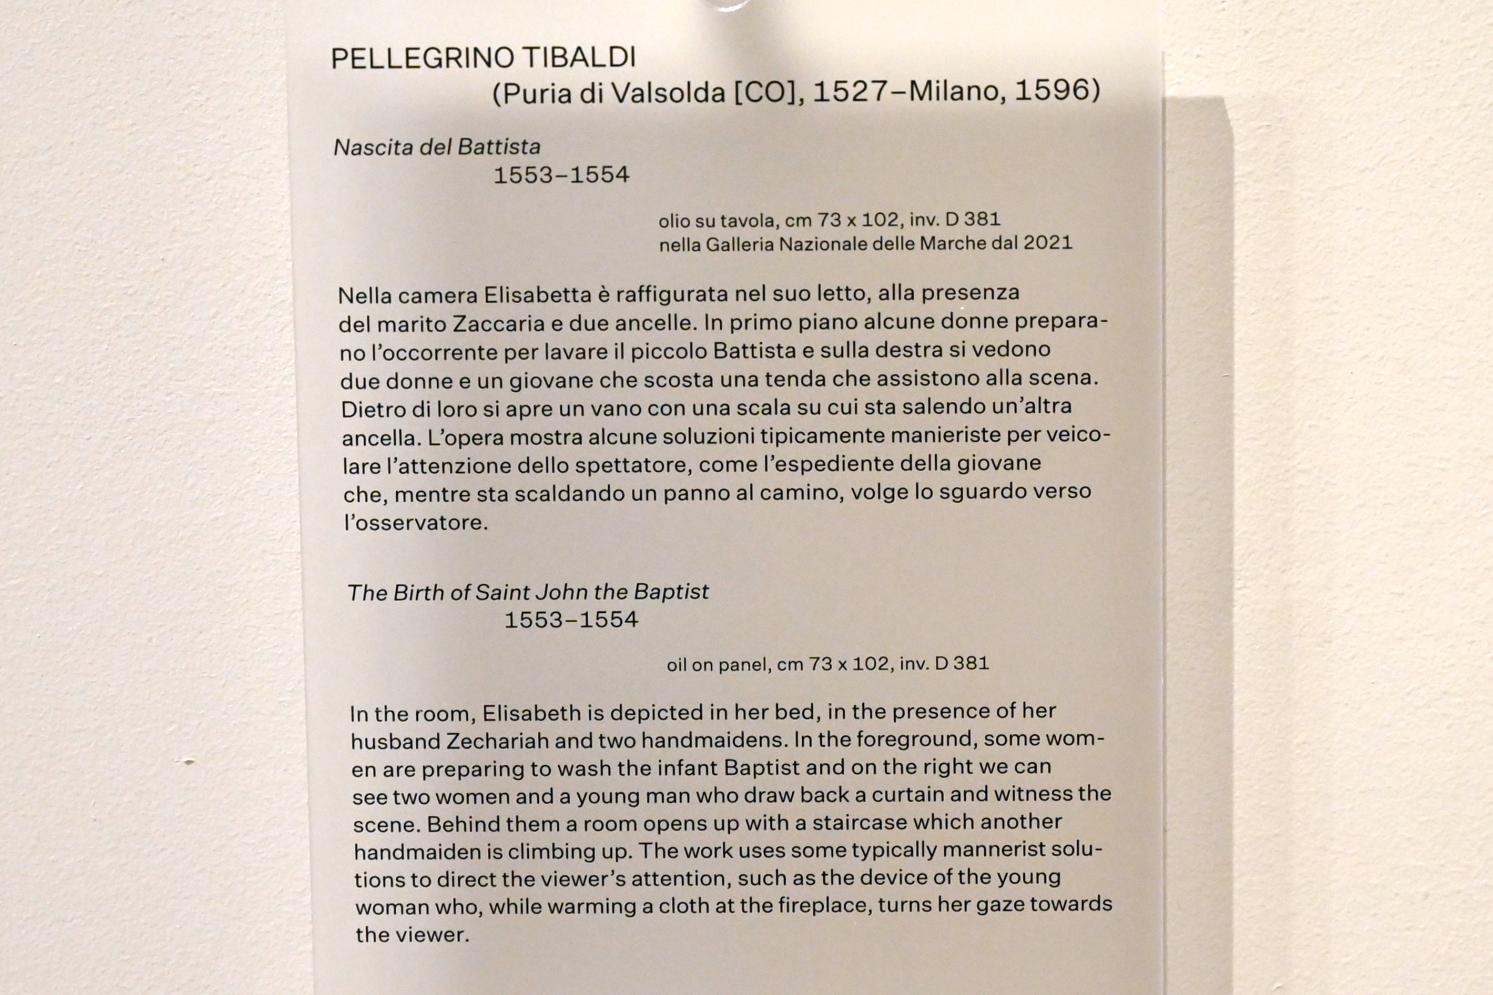 PELLEGRINO TIBALDI
(Puria di Valsolda [CO], 1527–Milano, 1596)
Nascita del Battista
1553–1554
olio su tavola, cm 73 x 102, inv. D 381
nella Galleria Nazionale delle Marche dal 2021
Nella camera Elisabetta è raffigurata nel suo letto, alla presenza
del marito Zaccaria e due ancelle. In primo piano alcune donne prepara-
no l’occorrente per lavare il piccolo Battista e sulla destra si vedono
due donne e un giovane che scosta una tenda che assistono alla scena.
Dietro di loro si apre un vano con una scala su cui sta salendo un’altra
ancella. L’opera mostra alcune soluzioni tipicamente manieriste per veico-
lare l’attenzione dello spettatore, come l’espediente della giovane
che, mentre sta scaldando un panno al camino, volge lo sguardo verso
l’osservatore.
The Birth of Saint John the Baptist
1553–1554
oil on panel, cm 73 x 102, inv. D 381
In the room, Elisabeth is depicted in her bed, in the presence of her
husband Zechariah and two handmaidens. In the foreground, some wom-
en are preparing to wash the infant Baptist and on the right we can
see two women and a young man who draw back a curtain and witness the
scene. Behind them a room opens up with a staircase which another
handmaiden is climbing up. The work uses some typically mannerist solu-
tions to direct the viewer’s attention, such as the device of the young
woman who, while warming a cloth at the fireplace, turns her gaze towards
the viewer.